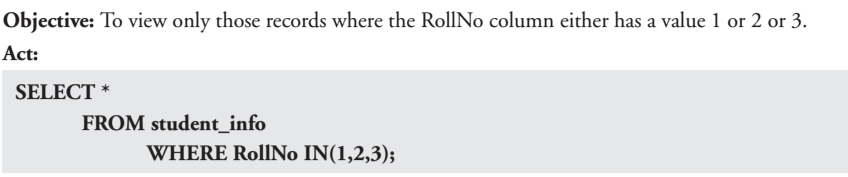 Objective: To view only those records where the RollNo column either has a value 1 or 2 or 3.
Act:
SELECT *
FROM student_info
WHERE RollNo IN(1,2,3);